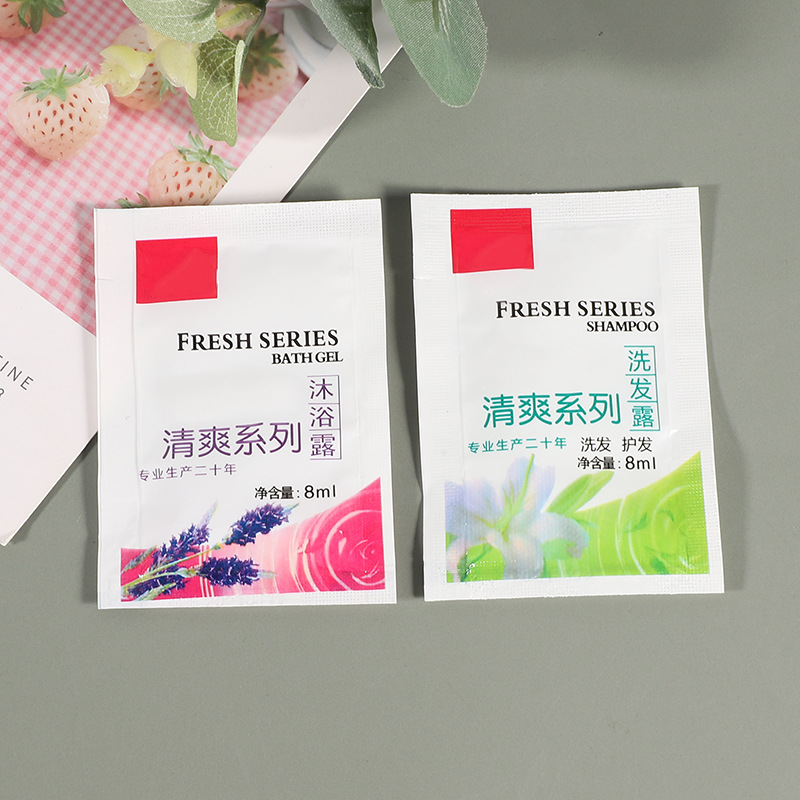 FRESH SERIES
BATH GEL
沐浴露
清爽系列
专业生产二十年
净含量: 8ml
FRESH SERIES
SHAMPOO
洗发露
清爽系列
专业生产二十年
洗发 护发
净含量: 8ml